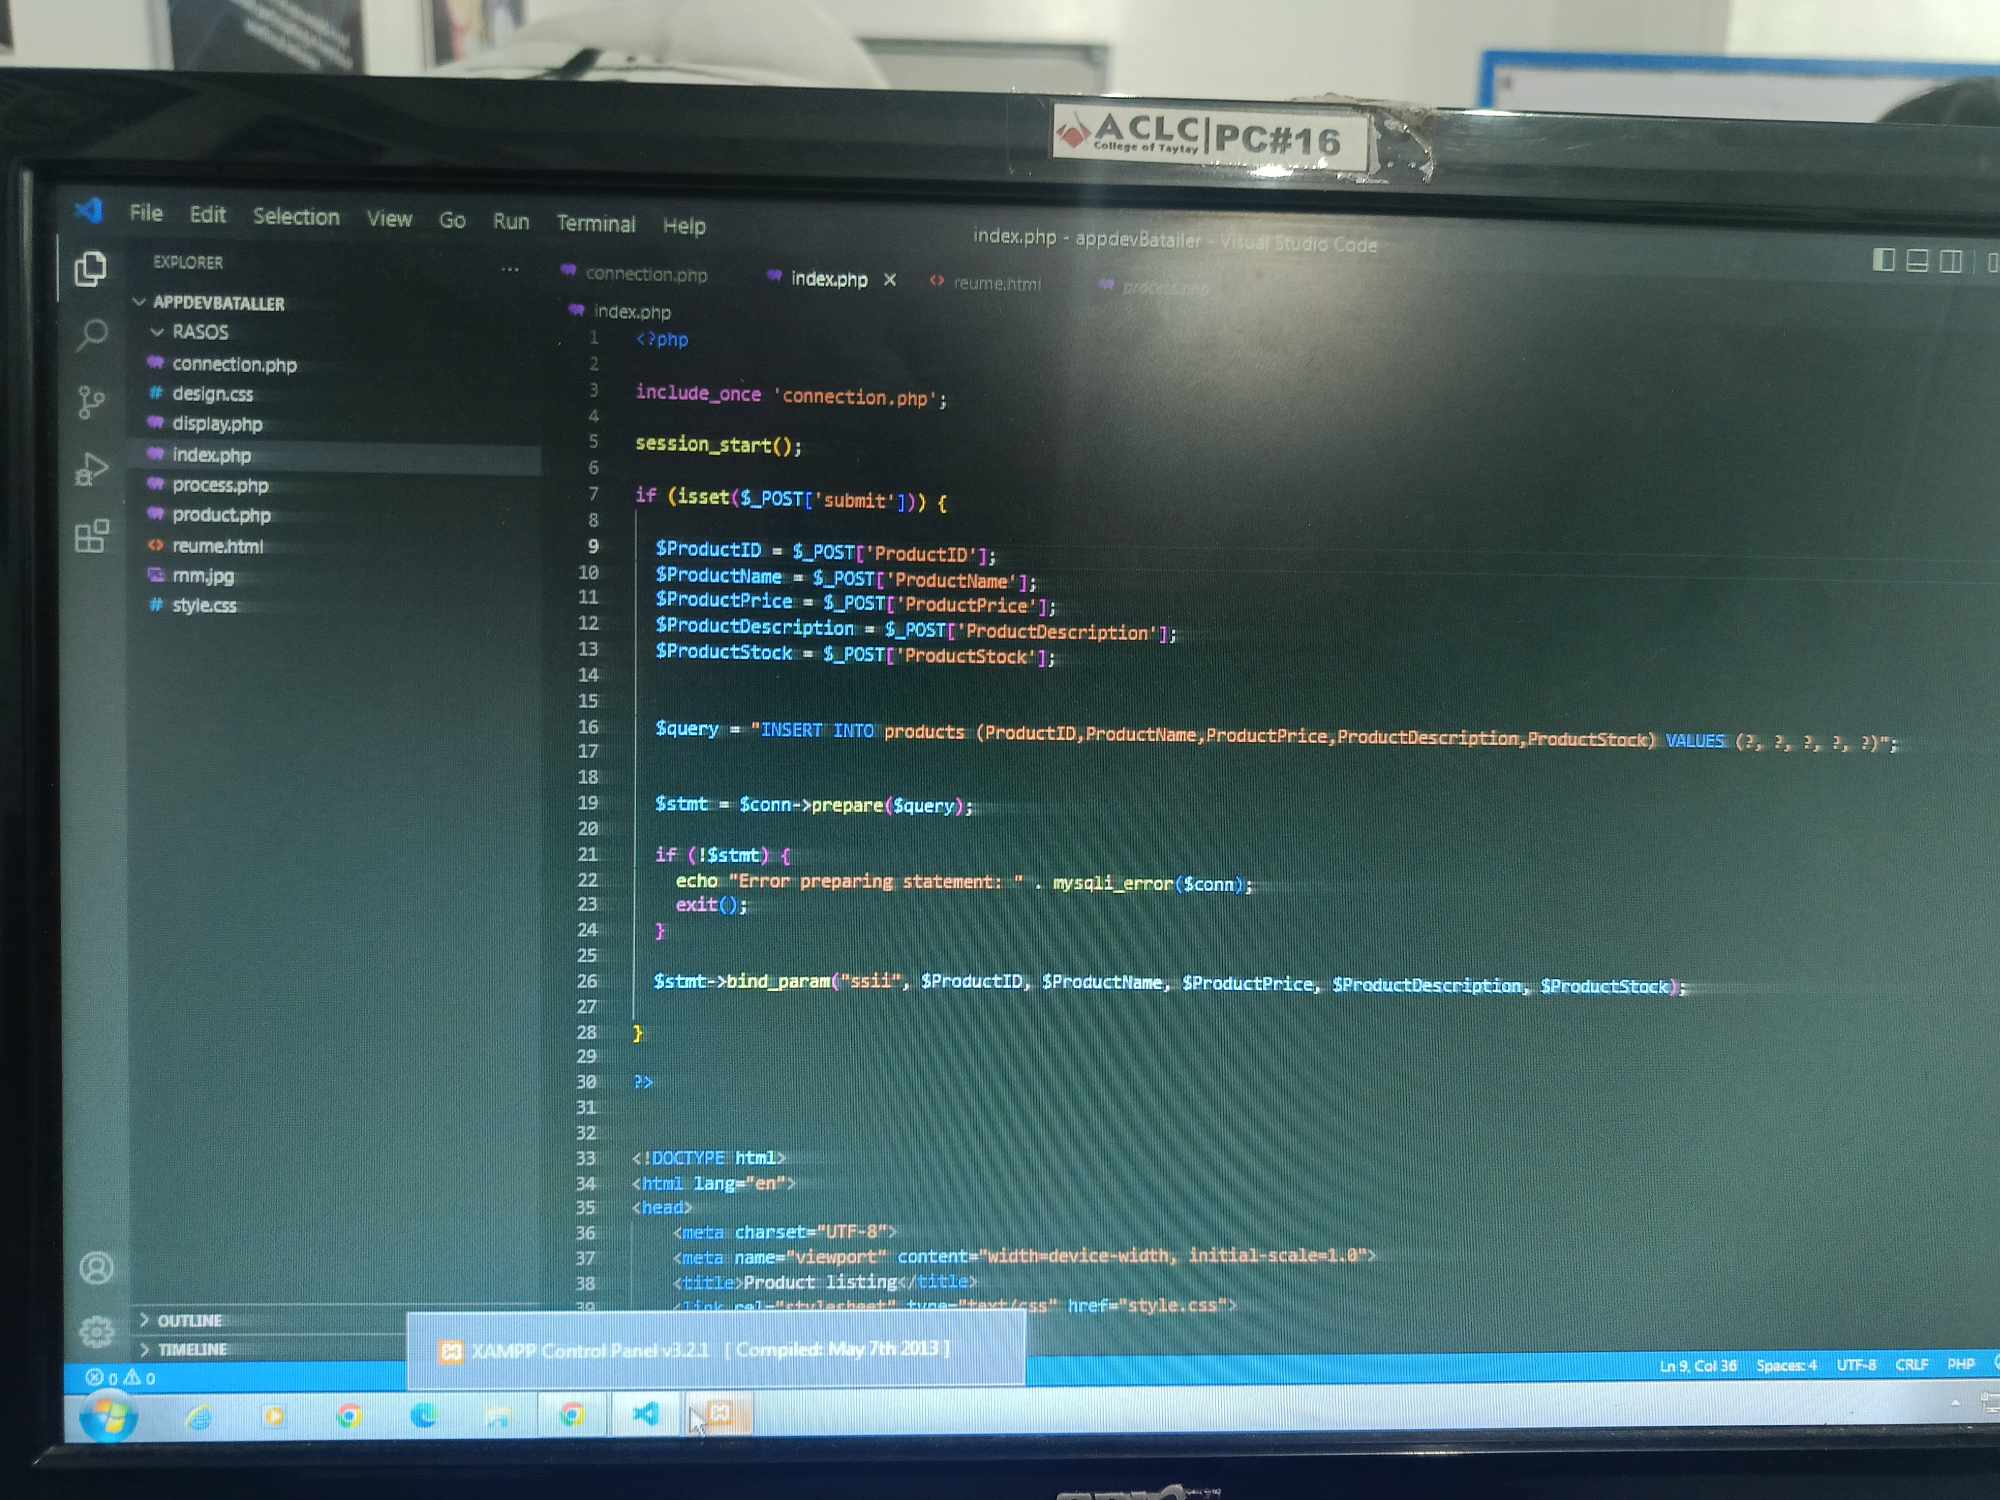 ACLC | PC#16
College of Taytay
File Edit Selection View Go Run Terminal Help
index.php - appdevBatailer - Visual Studio Code
EXPLORER
APPDEVBATALLER
RASOS
connection.php
design.css
display.php
index.php
process.php
product.php
reume.html
mm.jpg
style.css
OUTLINE
TIMELINE
connection.php index.php reume.html process.php
index.php
1 <?php
2
3 include_once 'connection.php';
4
5 session_start();
6
7 if (isset($_POST['submit'])) {
8
9 $ProductID = $_POST['ProductID'];
10 $ProductName = $_POST['ProductName'];
11 $ProductPrice = $_POST['ProductPrice'];
12 $ProductDescription = $_POST['ProductDescription'];
13 $ProductStock = $_POST['ProductStock'];
14
15
16 $query = "INSERT INTO products (ProductID,ProductName,ProductPrice,ProductDescription,ProductStock) VALUES (?, ?, ?, ?, ?)";
17
18
19 $stmt = $conn->prepare($query);
20
21 if (!$stmt) {
22 echo "Error preparing statement: " . mysqli_error($conn);
23 exit();
24 }
25
26 $stmt->bind_param("ssii", $ProductID, $ProductName, $ProductPrice, $ProductDescription, $ProductStock);
27
28 }
29
30 ?>
31
32
33 <!DOCTYPE html>
34 <html lang="en">
35 <head>
36 <meta charset="UTF-8">
37 <meta name="viewport" content="width=device-width, initial-scale=1.0">
38 <title>Product listing</title>
39 <link rel="stylesheet" type="text/css" href="style.css">
XAMPP Control Panel v3.2.1 [ Compiled: May 7th 2013 ]
0 0 Ln 9, Col 36 Spaces: 4 UTF-8 CRLF PHP